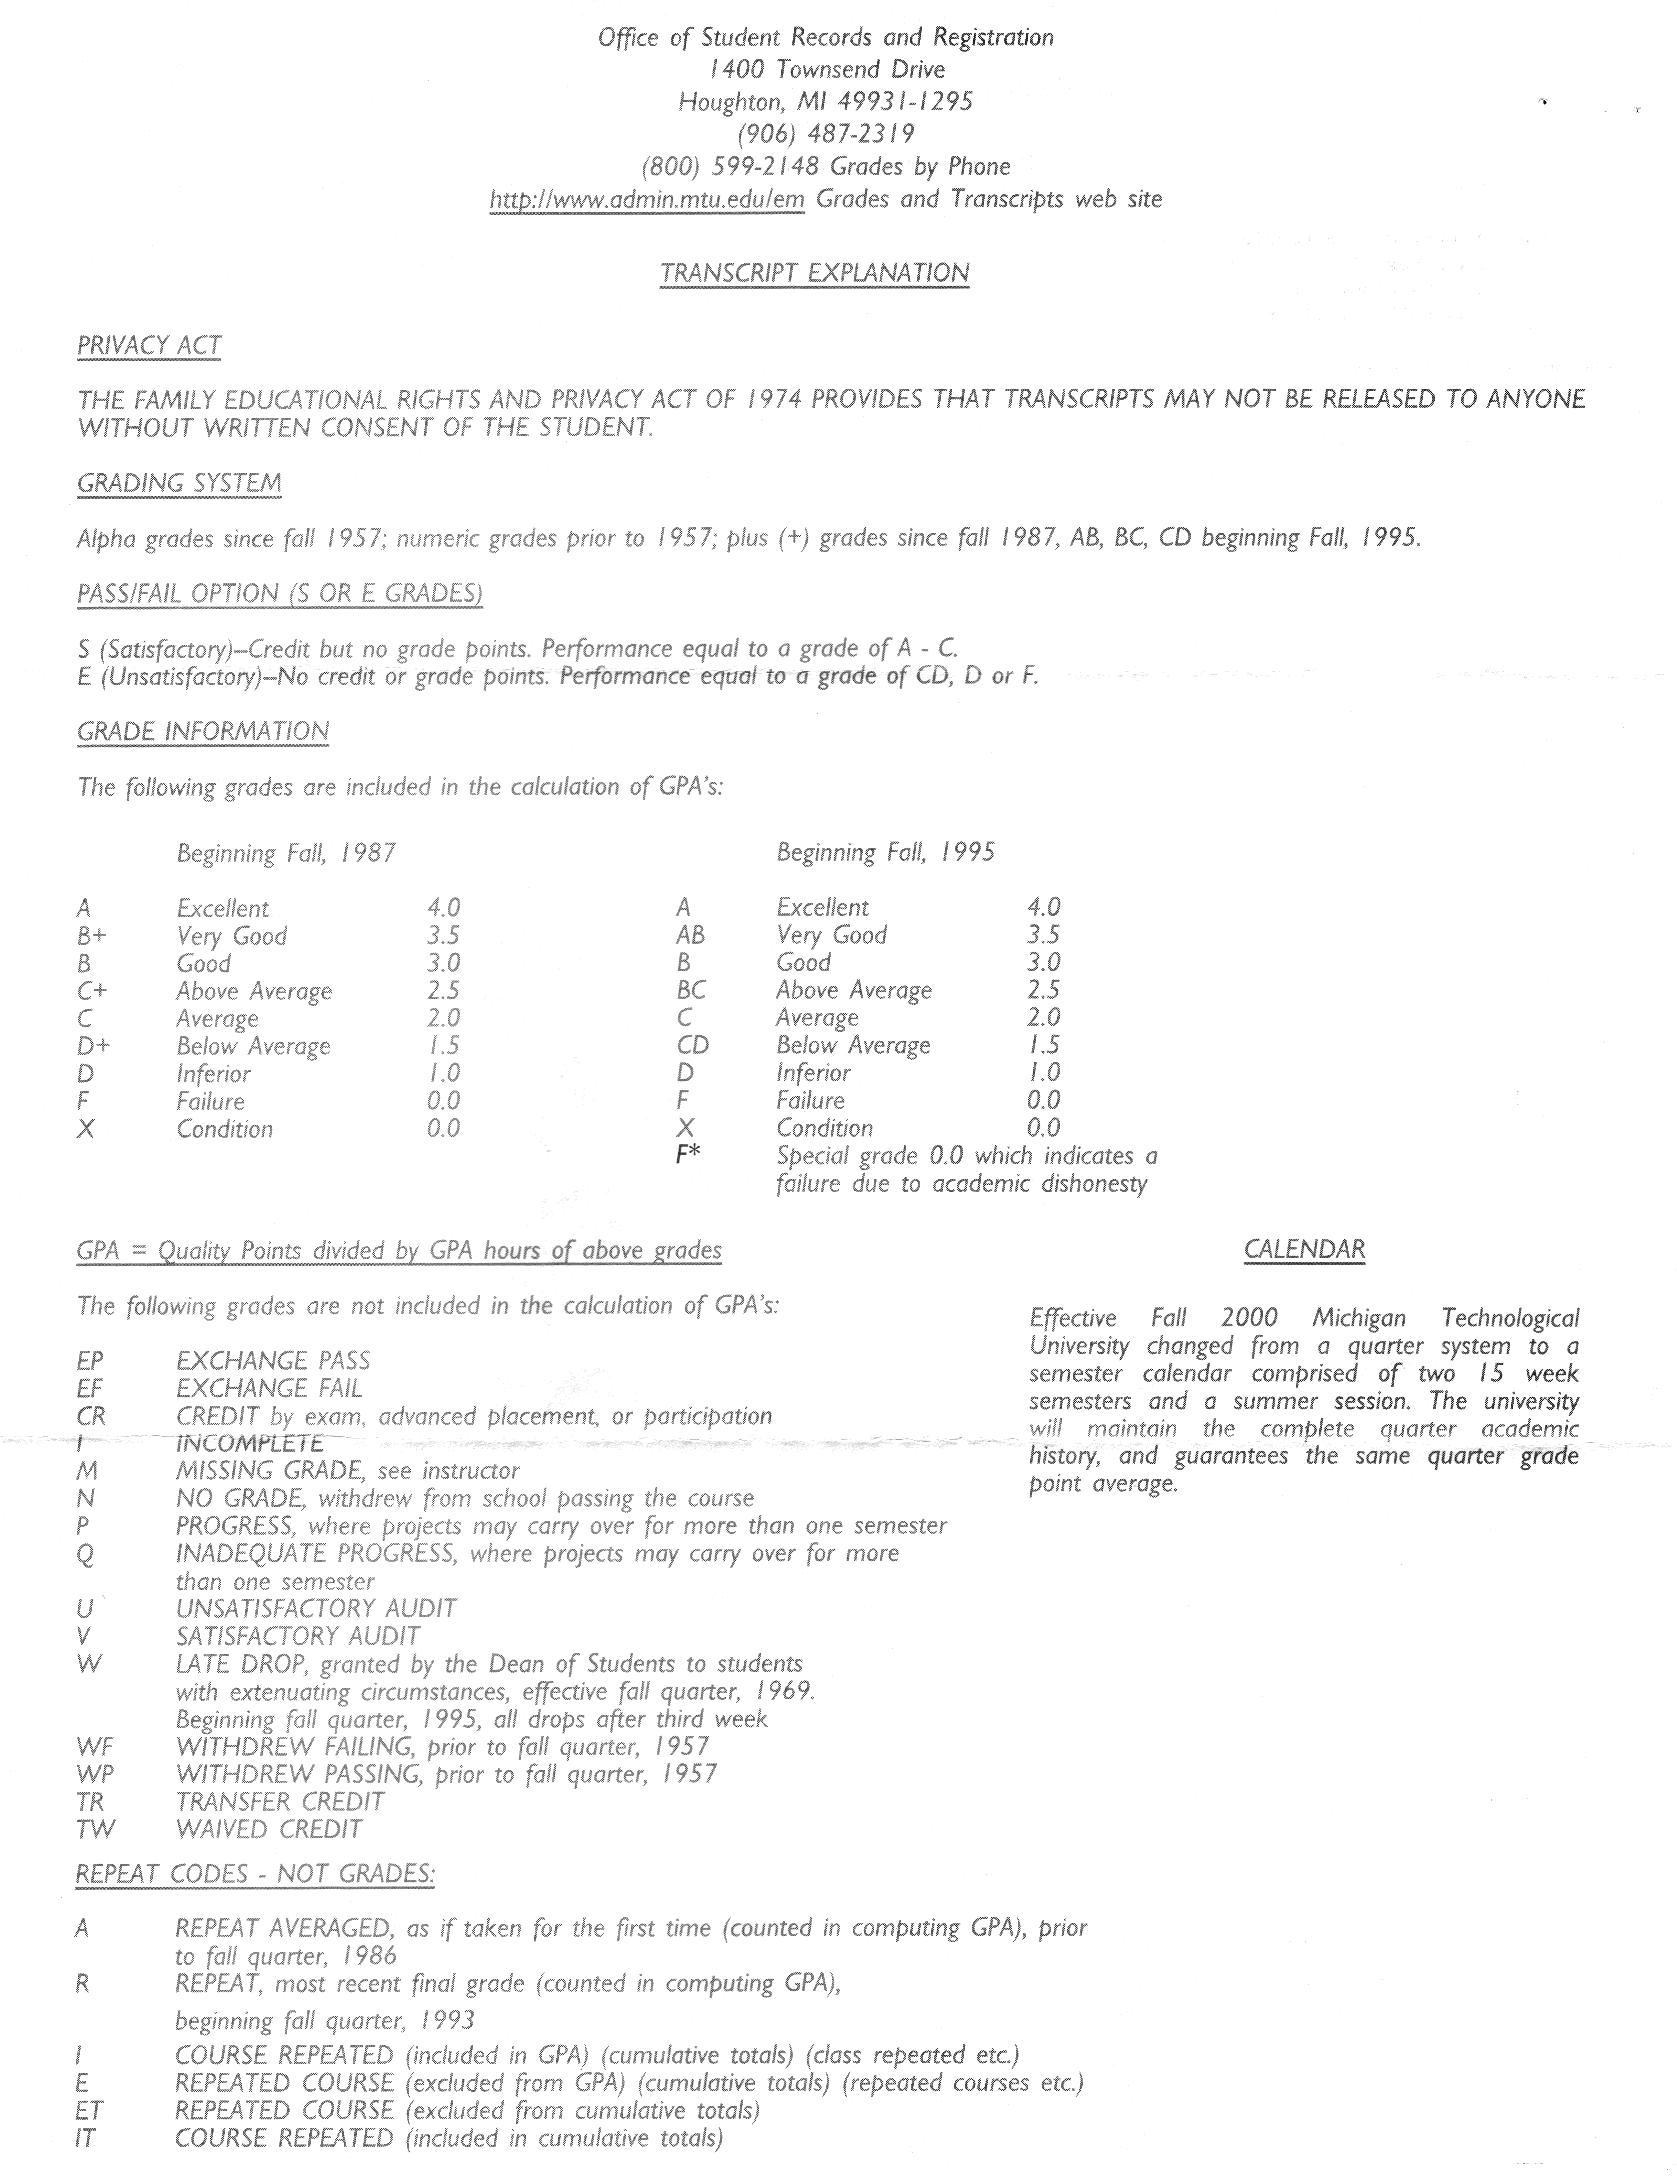 Office of Student Records and Registration
1400 Townsend Drive
Houghton, MI 49931-1295
(906) 487-2319
(800) 599-2148 Grades by Phone
http://www.admin.mtu.edu/em Grades and Transcripts web site
TRANSCRIPT EXPLANATION
PRIVACY ACT
THE FAMILY EDUCATIONAL RIGHTS AND PRIVACY ACT OF 1974 PROVIDES THAT TRANSCRIPTS MAY NOT BE RELEASED TO ANYONE
WITHOUT WRITTEN CONSENT OF THE STUDENT.
GRADING SYSTEM
Alpha grades since fall 1957; numeric grades prior to 1957; plus (+) grades since fall 1987, AB, BC, CD beginning Fall, 1995.
PASS/FAIL OPTION (S OR E GRADES)
S (Satisfactory)–Credit but no grade points. Performance equal to a grade of A - C.
E (Unsatisfactory)–No credit or grade points. Performance equal to a grade of CD, D or F.
GRADE INFORMATION
The following grades are included in the calculation of GPA's:
Beginning Fall, 1987
A Excellent 4.0
B+ Very Good 3.5
B Good 3.0
C+ Above Average 2.5
C Average 2.0
D+ Below Average 1.5
D Inferior 1.0
F Failure 0.0
X Condition 0.0
Beginning Fall, 1995
A Excellent 4.0
AB Very Good 3.5
B Good 3.0
BC Above Average 2.5
C Average 2.0
CD Below Average 1.5
D Inferior 1.0
F Failure 0.0
X Condition 0.0
F* Special grade 0.0 which indicates a
failure due to academic dishonesty
GPA = Quality Points divided by GPA hours of above grades
The following grades are not included in the calculation of GPA's:
EP EXCHANGE PASS
EF EXCHANGE FAIL
CR CREDIT by exam, advanced placement, or participation
I INCOMPLETE
M MISSING GRADE, see instructor
N NO GRADE, withdrew from school passing the course
P PROGRESS, where projects may carry over for more than one semester
Q INADEQUATE PROGRESS, where projects may carry over for more
than one semester
U UNSATISFACTORY AUDIT
V SATISFACTORY AUDIT
W LATE DROP, granted by the Dean of Students to students
with extenuating circumstances, effective fall quarter, 1969.
Beginning fall quarter, 1995, all drops after third week
WF WITHDREW FAILING, prior to fall quarter, 1957
WP WITHDREW PASSING, prior to fall quarter, 1957
TR TRANSFER CREDIT
TW WAIVED CREDIT
CALENDAR
Effective Fall 2000 Michigan Technological
University changed from a quarter system to a
semester calendar comprised of two 15 week
semesters and a summer session. The university
will maintain the complete quarter academic
history, and guarantees the same quarter grade
point average.
REPEAT CODES - NOT GRADES:
A REPEAT AVERAGED, as if taken for the first time (counted in computing GPA), prior
to fall quarter, 1986
R REPEAT, most recent final grade (counted in computing GPA),
beginning fall quarter, 1993
I COURSE REPEATED (included in GPA) (cumulative totals) (class repeated etc.)
E REPEATED COURSE (excluded from GPA) (cumulative totals) (repeated courses etc.)
ET REPEATED COURSE (excluded from cumulative totals)
IT COURSE REPEATED (included in cumulative totals)